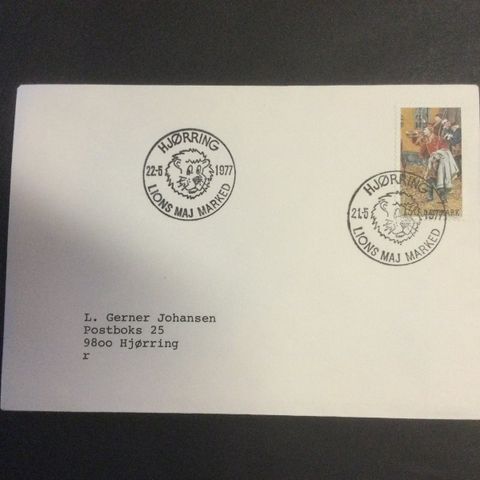 HJØRRING
22-5 1977
LIONS MAJ MARKED
HJØRRING
21.5 1977
LIONS MAJ MARKED
DANMARK
L. Gerner Johansen
Postboks 25
98oo Hjørring
r